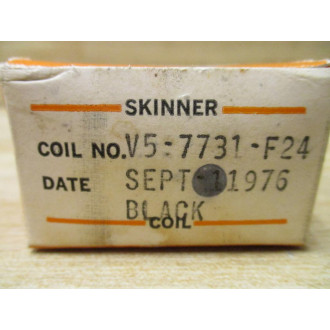 SKINNER
COIL NO. V5-7731-F24
DATE SEPT 1 1976
BLACK
COIL